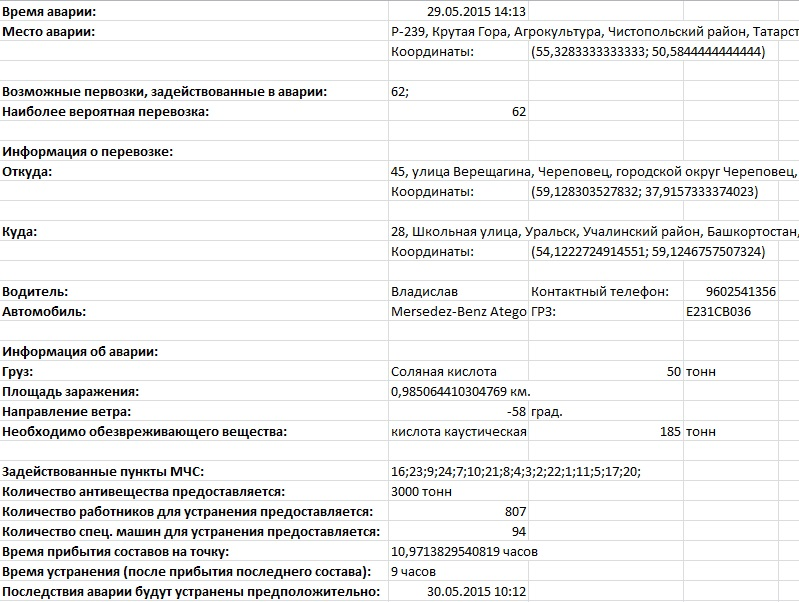 Время аварии: 29.05.2015 14:13
Место аварии: Р-239, Крутая Гора, Агрокультура, Чистопольский район, Татарст
Координаты: (55,3283333333333; 50,5844444444444)
Возможные первозки, задействованные в аварии: 62;
Наиболее вероятная перевозка: 62
Информация о перевозке:
Откуда: 45, улица Верещагина, Череповец, городской округ Череповец,
Координаты: (59,128303527832; 37,9157333374023)
Куда: 28, Школьная улица, Уральск, Учалинский район, Башкортостан,
Координаты: (54,1222724914551; 59,1246757507324)
Водитель: Владислав Контактный телефон: 9602541356
Автомобиль: Mersedez-Benz Atego ГРЗ: Е231СВ036
Информация об аварии:
Груз: Соляная кислота 50 тонн
Площадь заражения: 0,985064410304769 км.
Направление ветра: -58 град.
Необходимо обезвреживающего вещества: кислота каустическая 185 тонн
Задействованные пункты МЧС: 16;23;9;24;7;10;21;8;4;3;2;22;1;11;5;17;20;
Количество антивещества предоставляется: 3000 тонн
Количество работников для устранения предоставляется: 807
Количество спец. машин для устранения предоставляется: 94
Время прибытия составов на точку: 10,9713829540819 часов
Время устранения (после прибытия последнего состава): 9 часов
Последствия аварии будут устранены предположительно: 30.05.2015 10:12